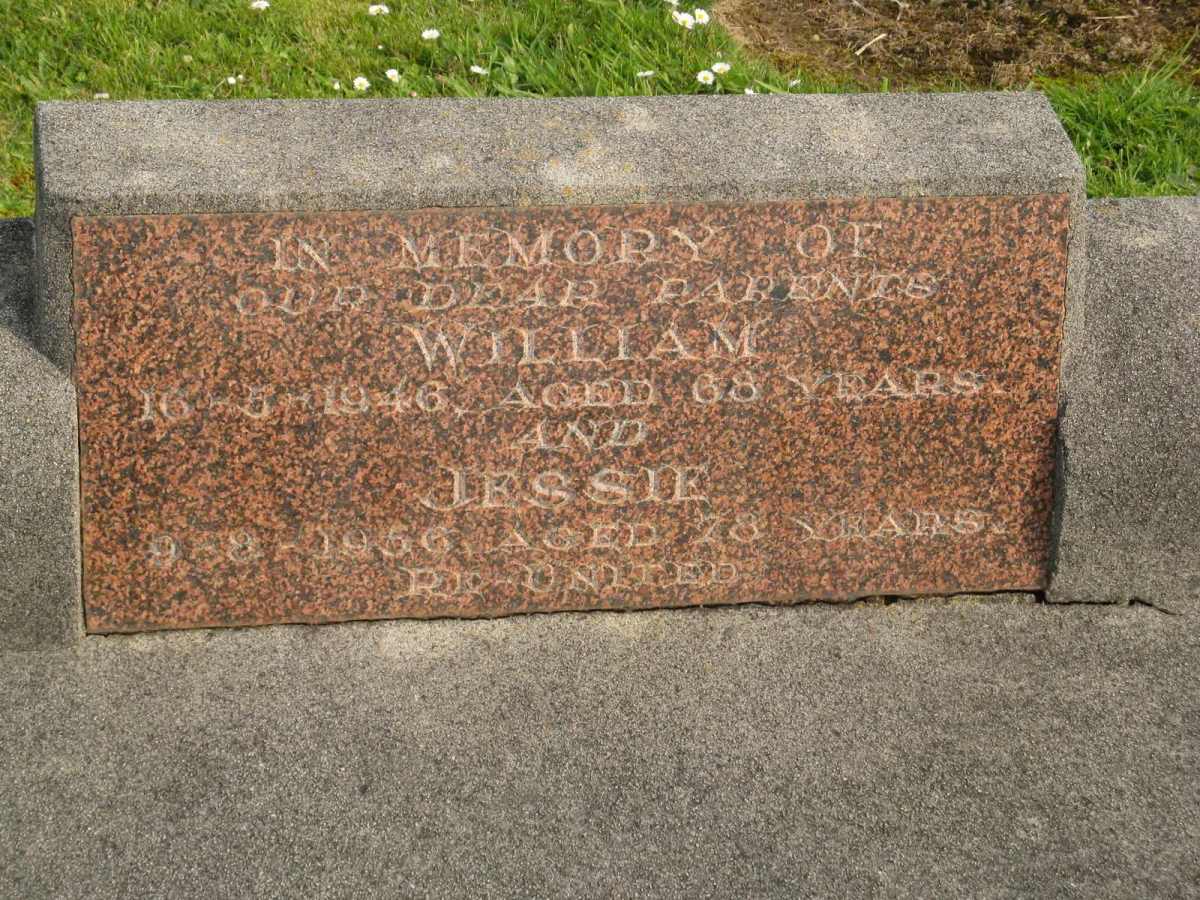 IN MEMORY OF
OUR DEAR PARENTS
WILLIAM
16-5-1946, AGED 68 YEARS.
AND
JESSIE
9-8-1956, AGED 78 YEARS.
RE-UNITED